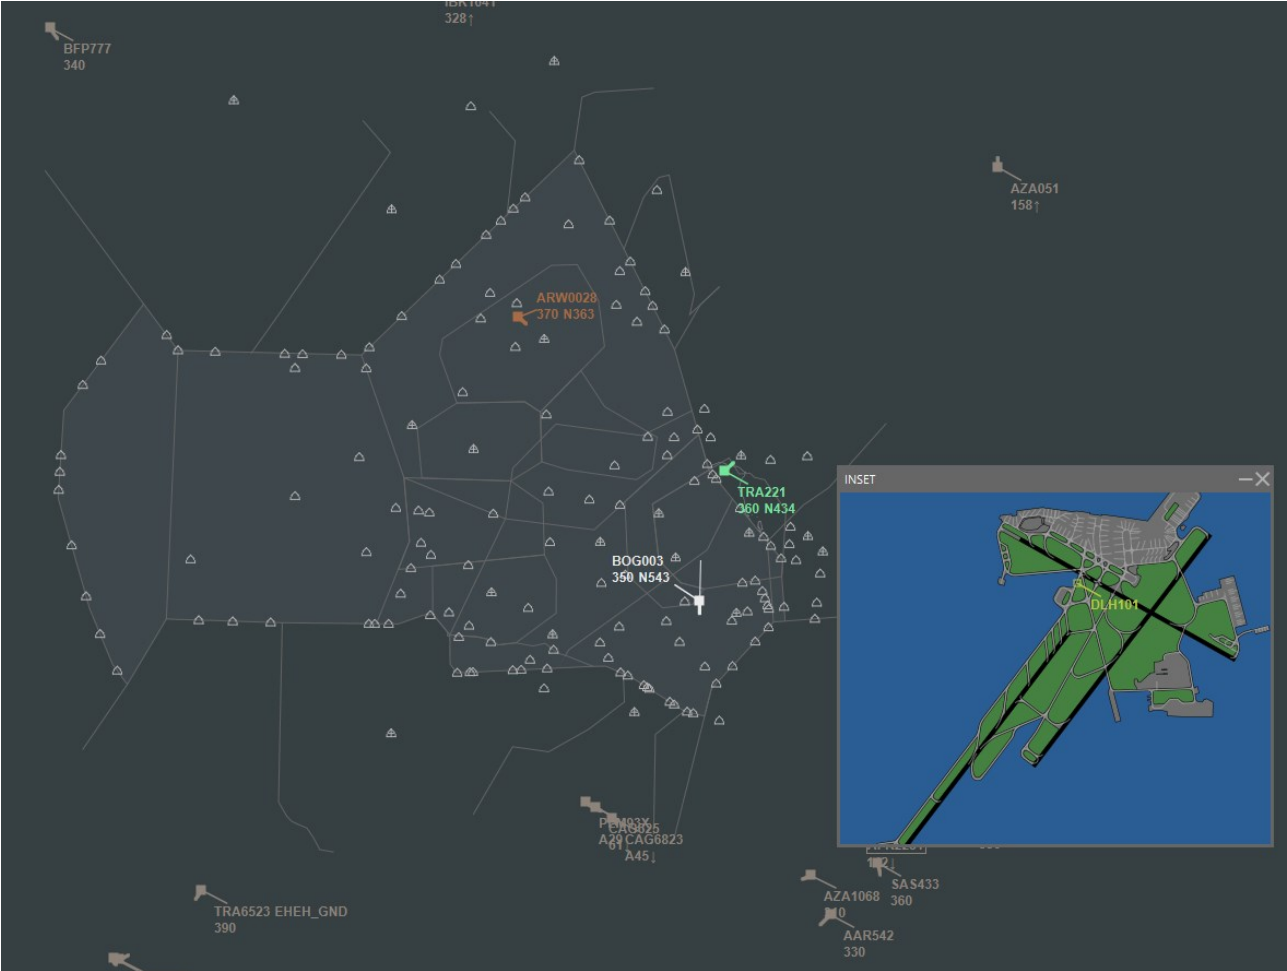 328↑
BFP777
340
AZA051
158↑
ARW0028
370 N363
TRA221
360 N434
INSET
DLH101
BOG003
350 N543
CAG6823
A45↓
SAS433
360
AZA1068
TRA6523 EHEH_GND
390
AAR542
330